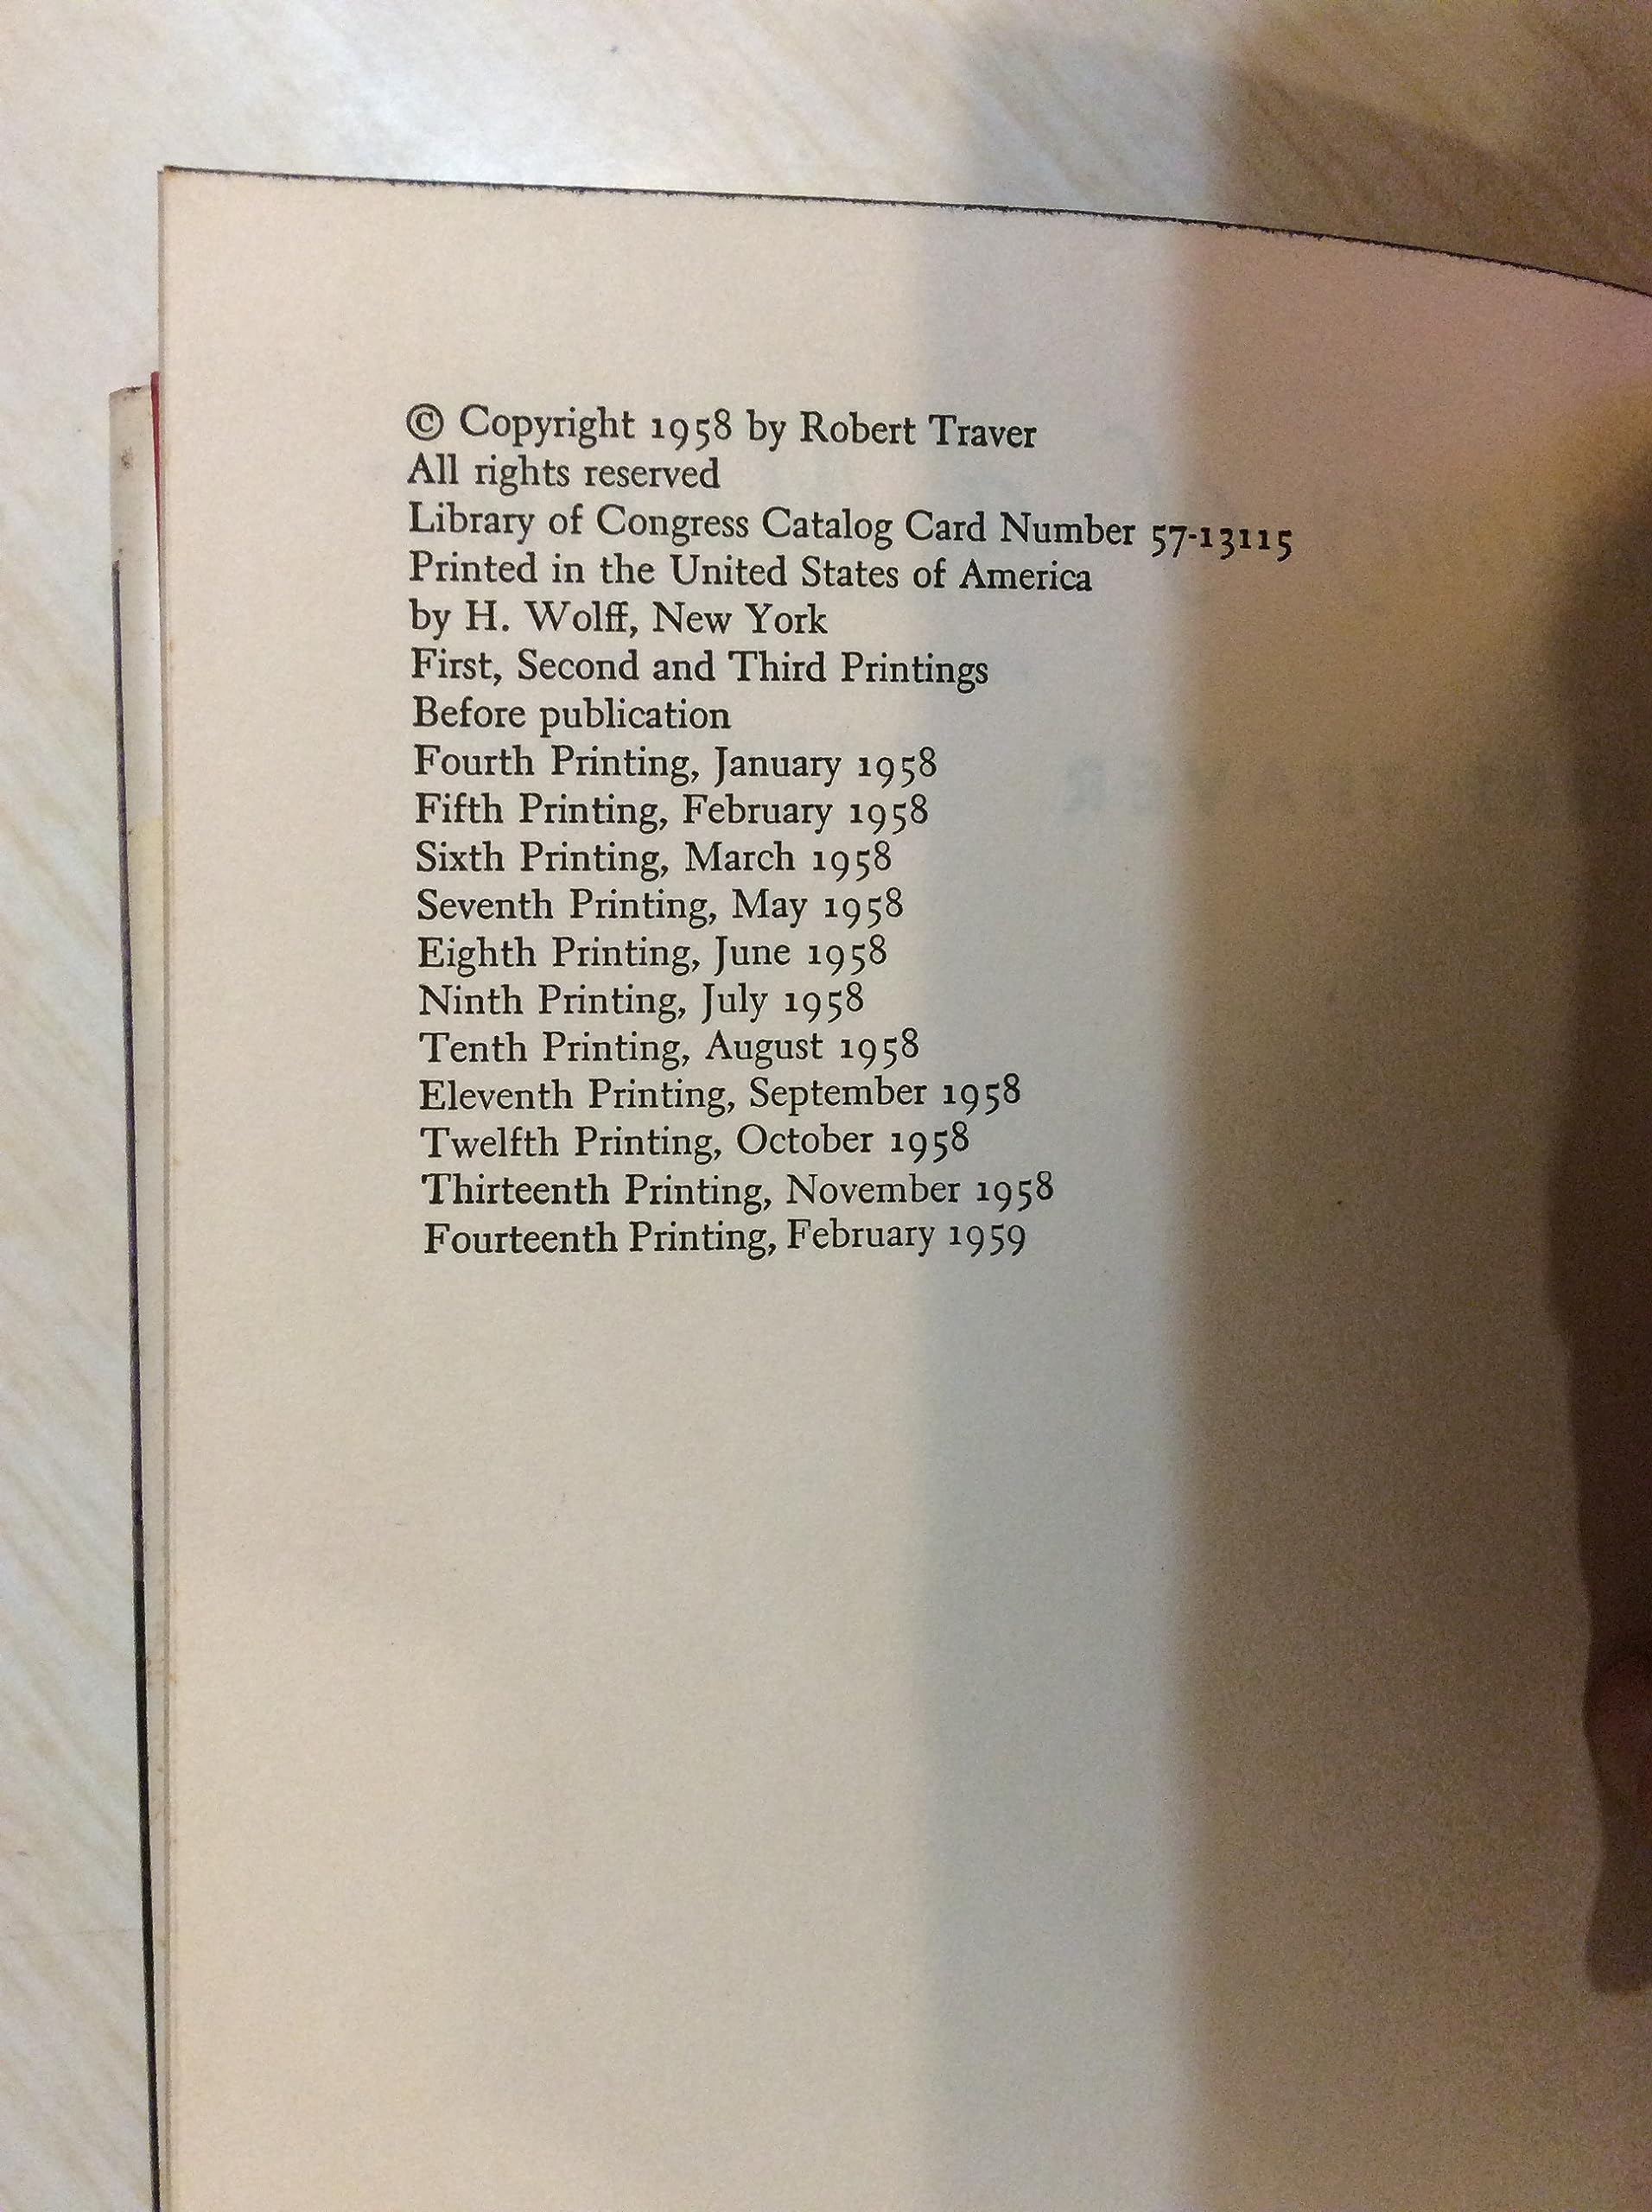 © Copyright 1958 by Robert Traver
All rights reserved
Library of Congress Catalog Card Number 57-13115
Printed in the United States of America
by H. Wolff, New York
First, Second and Third Printings
Before publication
Fourth Printing, January 1958
Fifth Printing, February 1958
Sixth Printing, March 1958
Seventh Printing, May 1958
Eighth Printing, June 1958
Ninth Printing, July 1958
Tenth Printing, August 1958
Eleventh Printing, September 1958
Twelfth Printing, October 1958
Thirteenth Printing, November 1958
Fourteenth Printing, February 1959